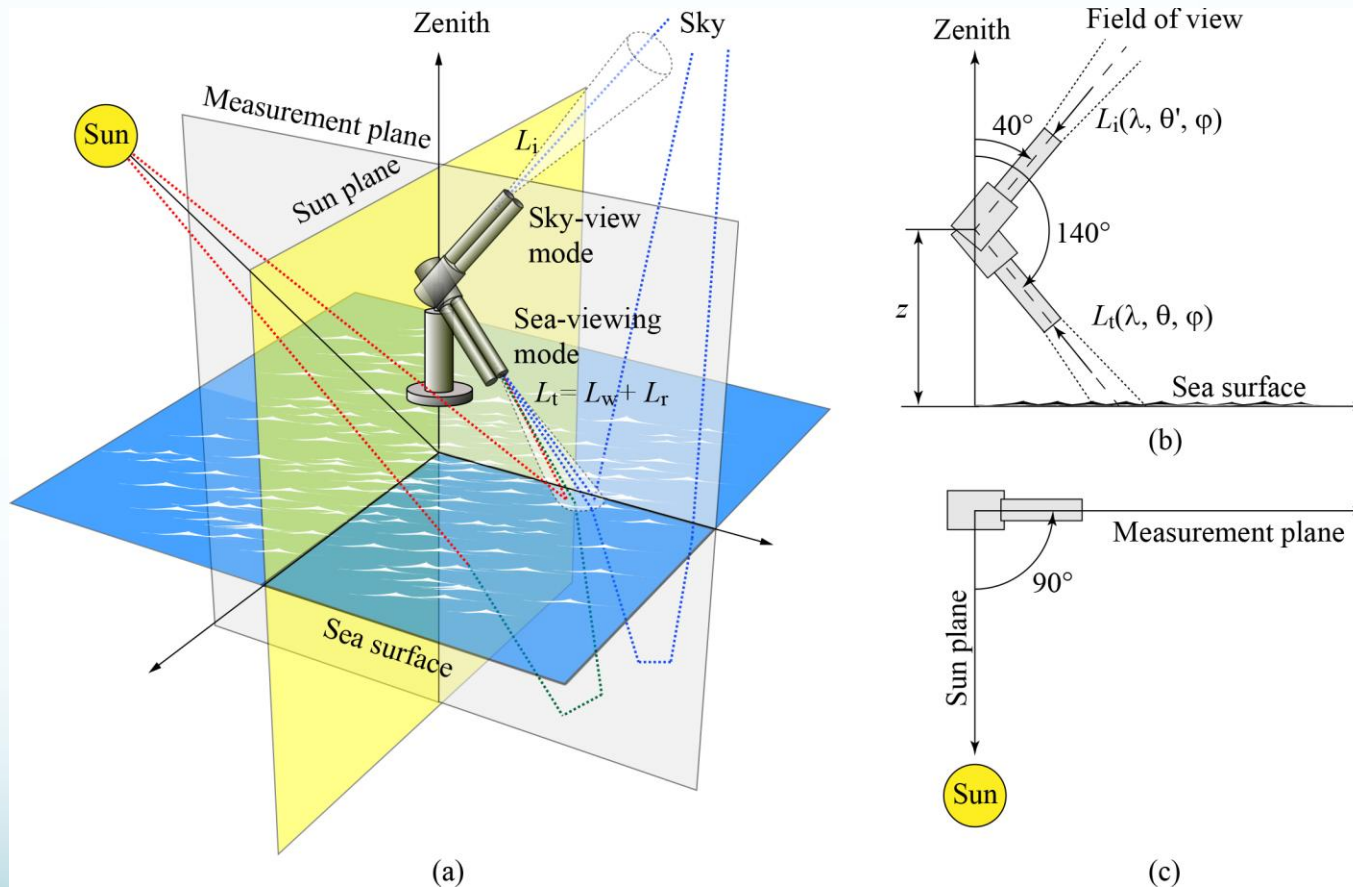 Zenith
Sky
Measurement plane
Sun
Sun plane
Lᵢ
Sky-view
mode
Sea-viewing
mode
Lₜ = L_w + Lᵣ
Sea surface
(a)
Field of view
Zenith
40°
Lᵢ(λ, θ', φ)
140°
z
Lₜ(λ, θ, φ)
Sea surface
(b)
Measurement plane
90°
Sun plane
Sun
(c)